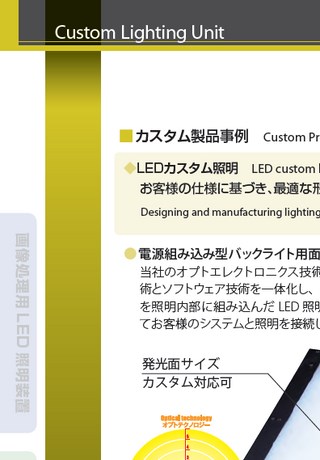 Custom Lighting Unit
■カスタム製品事例 Custom Pr
◆LEDカスタム照明 LED custom l
お客様の仕様に基づき、最適な形
Designing and manufacturing lighting
●電源組み込み型バックライト用面
当社のオプトエレクトロニクス技術
術とソフトウェア技術を一体化し、
を照明内部に組み込んだ LED 照明
てお客様のシステムと照明を接続し
画像処理用 LED 照明装置
発光面サイズ
カスタム対応可
Optical technology
オプトテクノロジー